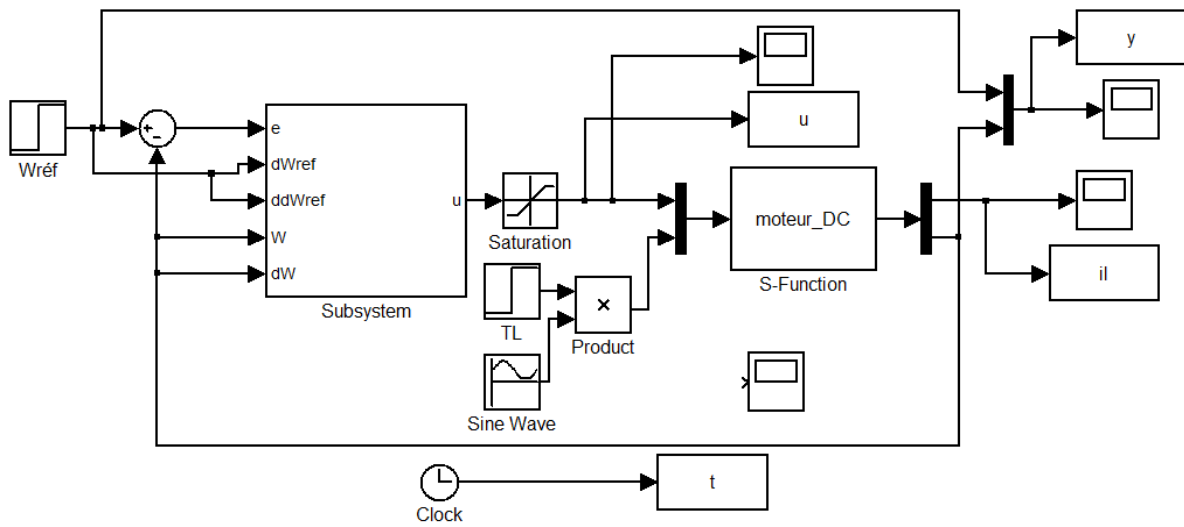 y
u
Wréf
e
dWref
ddWref
W
dW
u
Subsystem
Saturation
TL
Product
Sine Wave
moteur_DC
S-Function
il
Clock
t